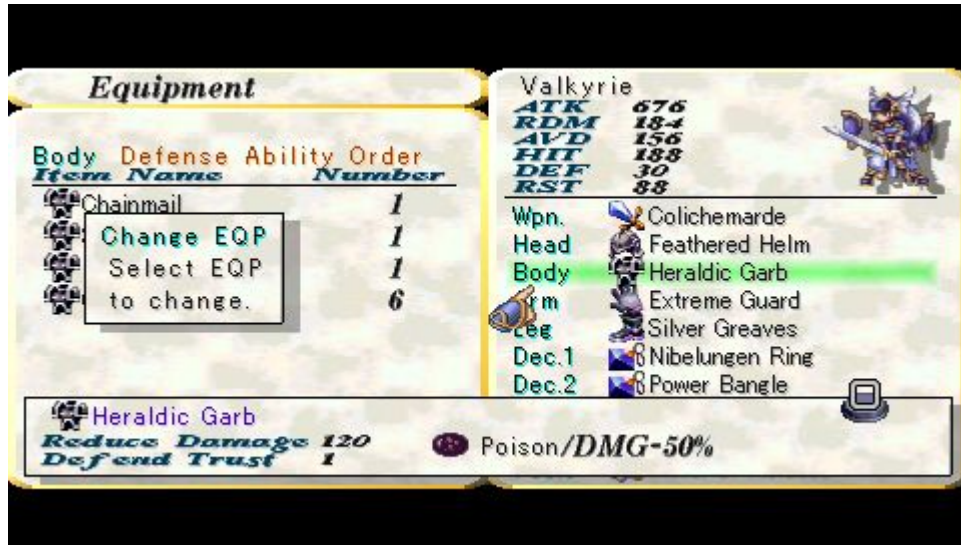 Equipment
Body Defense Ability Order
Item Name Number
Chainmail 1
1
1
6
Change EQP
Select EQP
to change.
Valkyrie
ATK 676
RDM 184
AVD 156
HIT 188
DEF 30
RST 88
Wpn. Colichemarde
Head Feathered Helm
Body Heraldic Garb
rm Extreme Guard
Leg Silver Greaves
Dec.1 Nibelungen Ring
Dec.2 Power Bangle
Heraldic Garb
Reduce Damage 120
Defend Trust 1
Poison/DMG-50%